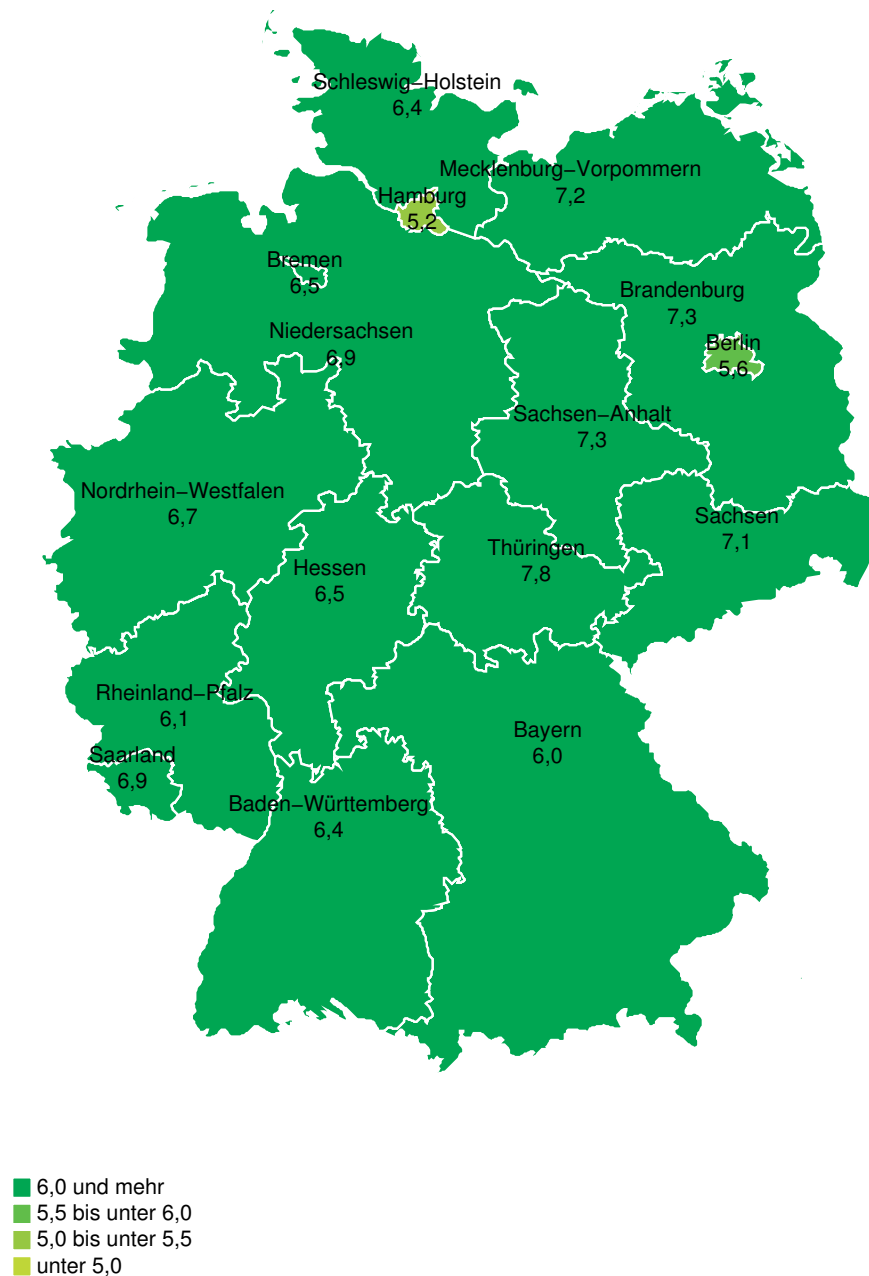 Schleswig−Holstein
6,4
Mecklenburg−Vorpommern
7,2
Hamburg
5,2
Bremen
6,5
Brandenburg
7,3
Niedersachsen
6,9
Berlin
5,6
Sachsen−Anhalt
7,3
Nordrhein−Westfalen
6,7
Sachsen
7,1
Thüringen
7,8
Hessen
6,5
Rheinland−Pfalz
6,1
Bayern
6,0
Saarland
6,9
Baden−Württemberg
6,4
6,0 und mehr
5,5 bis unter 6,0
5,0 bis unter 5,5
unter 5,0